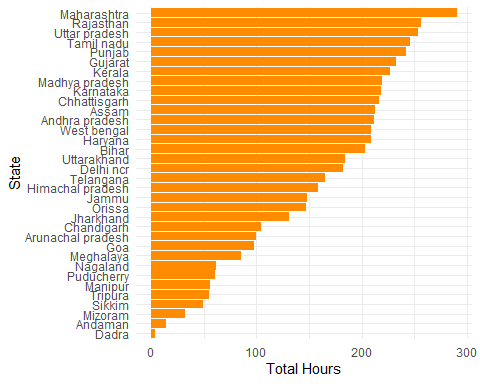 Maharashtra
Rajasthan
Uttar pradesh
Tamil nadu
Punjab
Gujarat
Kerala
Madhya pradesh
Karnataka
Chhattisgarh
Assam
Andhra pradesh
West bengal
Haryana
Bihar
Uttarakhand
Delhi ncr
Telangana
Himachal pradesh
Jammu
Orissa
Jharkhand
Chandigarh
Arunachal pradesh
Goa
Meghalaya
Nagaland
Puducherry
Manipur
Tripura
Sikkim
Mizoram
Andaman
Dadra
State
0 100 200 300
Total Hours